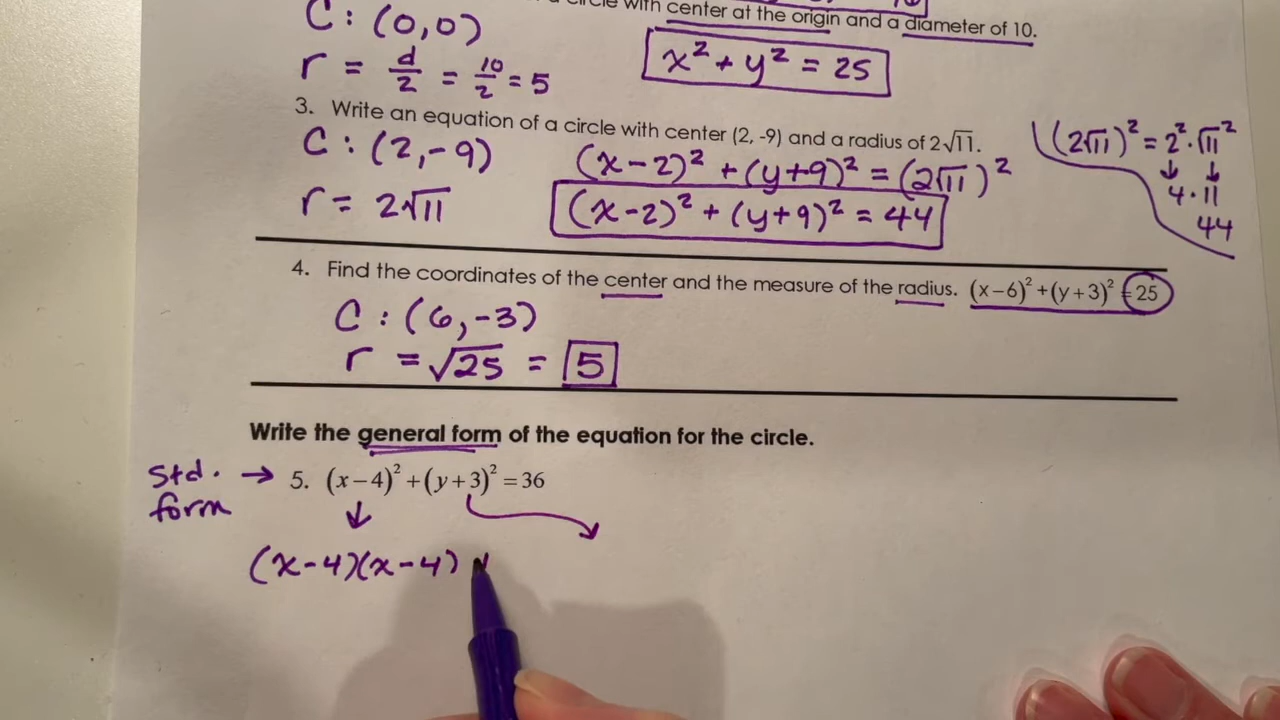 circle with center at the origin and a diameter of 10.
C : (0,0)
r = d/2 = 10/2 = 5
x² + y² = 25
3. Write an equation of a circle with center (2, -9) and a radius of 2√11.
C : (2,-9)
r = 2√11
(x-2)² + (y+9)² = (2√11)²
(x-2)² + (y+9)² = 44
(2√11)² = 2² · √11²
4 · 11
44
4. Find the coordinates of the center and the measure of the radius. (x-6)² + (y+3)² = 25
C : (6,-3)
r = √25 = 5
Write the general form of the equation for the circle.
Std. form → 5. (x-4)² + (y+3)² = 36
(x-4)(x-4)